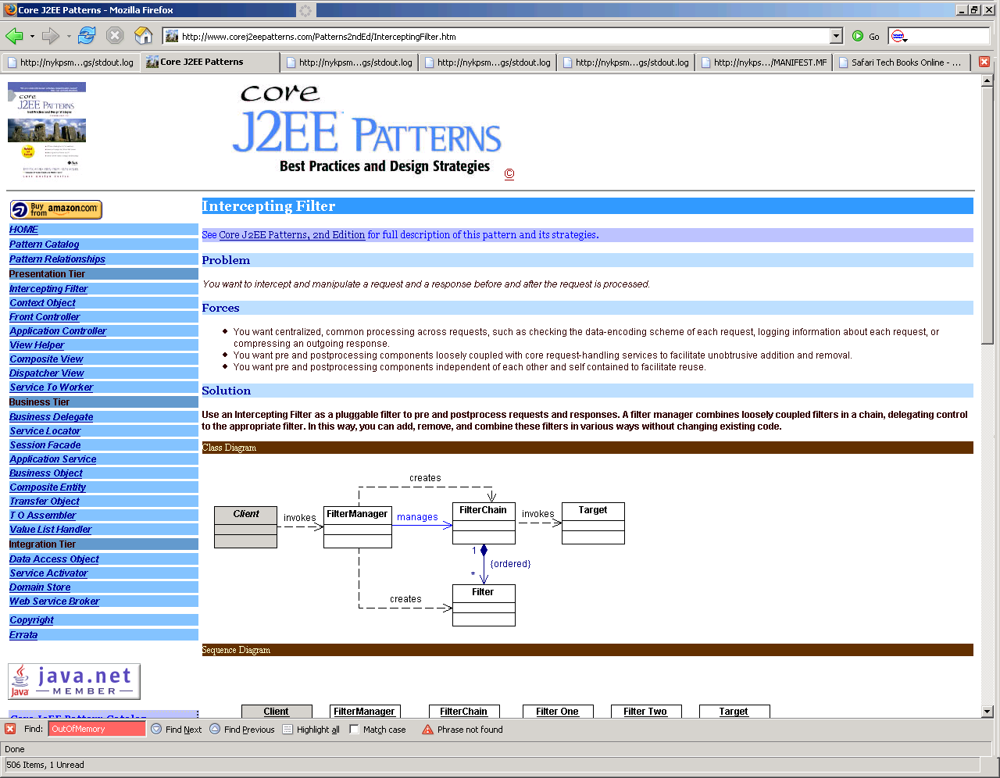 Core J2EE Patterns - Mozilla Firefox
http://www.corej2eepatterns.com/Patterns2ndEd/InterceptingFilter.htm
Go
http://nykpsm...gs/stdout.log
Core J2EE Patterns
http://nykpsm...gs/stdout.log
http://nykpsm...gs/stdout.log
http://nykpsm...gs/stdout.log
http://nykps.../MANIFEST.MF
Safari Tech Books Online - ...
core
J2EE PATTERNS
Best Practices and Design Strategies
core
J2EE PATTERNS
Best Practices and Design Strategies
©
Buy from amazon.com
HOME
Pattern Catalog
Pattern Relationships
Presentation Tier
Intercepting Filter
Context Object
Front Controller
Application Controller
View Helper
Composite View
Dispatcher View
Service To Worker
Business Tier
Business Delegate
Service Locator
Session Facade
Application Service
Business Object
Composite Entity
Transfer Object
T O Assembler
Value List Handler
Integration Tier
Data Access Object
Service Activator
Domain Store
Web Service Broker
Copyright
Errata
Java
java.net
MEMBER
Core J2EE Pattern Catalog
Intercepting Filter
See Core J2EE Patterns, 2nd Edition for full description of this pattern and its strategies.
Problem
You want to intercept and manipulate a request and a response before and after the request is processed.
Forces
You want centralized, common processing across requests, such as checking the data-encoding scheme of each request, logging information about each request, or
compressing an outgoing response.
You want pre and postprocessing components loosely coupled with core request-handling services to facilitate unobtrusive addition and removal.
You want pre and postprocessing components independent of each other and self contained to facilitate reuse.
Solution
Use an Intercepting Filter as a pluggable filter to pre and postprocess requests and responses. A filter manager combines loosely coupled filters in a chain, delegating control
to the appropriate filter. In this way, you can add, remove, and combine these filters in various ways without changing existing code.
Class Diagram
creates
Client
invokes
FilterManager
manages
FilterChain
invokes
Target
1
{ordered}
*
Filter
creates
Sequence Diagram
Client
FilterManager
FilterChain
Filter One
Filter Two
Target
Find:
OutOfMemory
Find Next
Find Previous
Highlight all
Match case
Phrase not found
Done
506 Items, 1 Unread